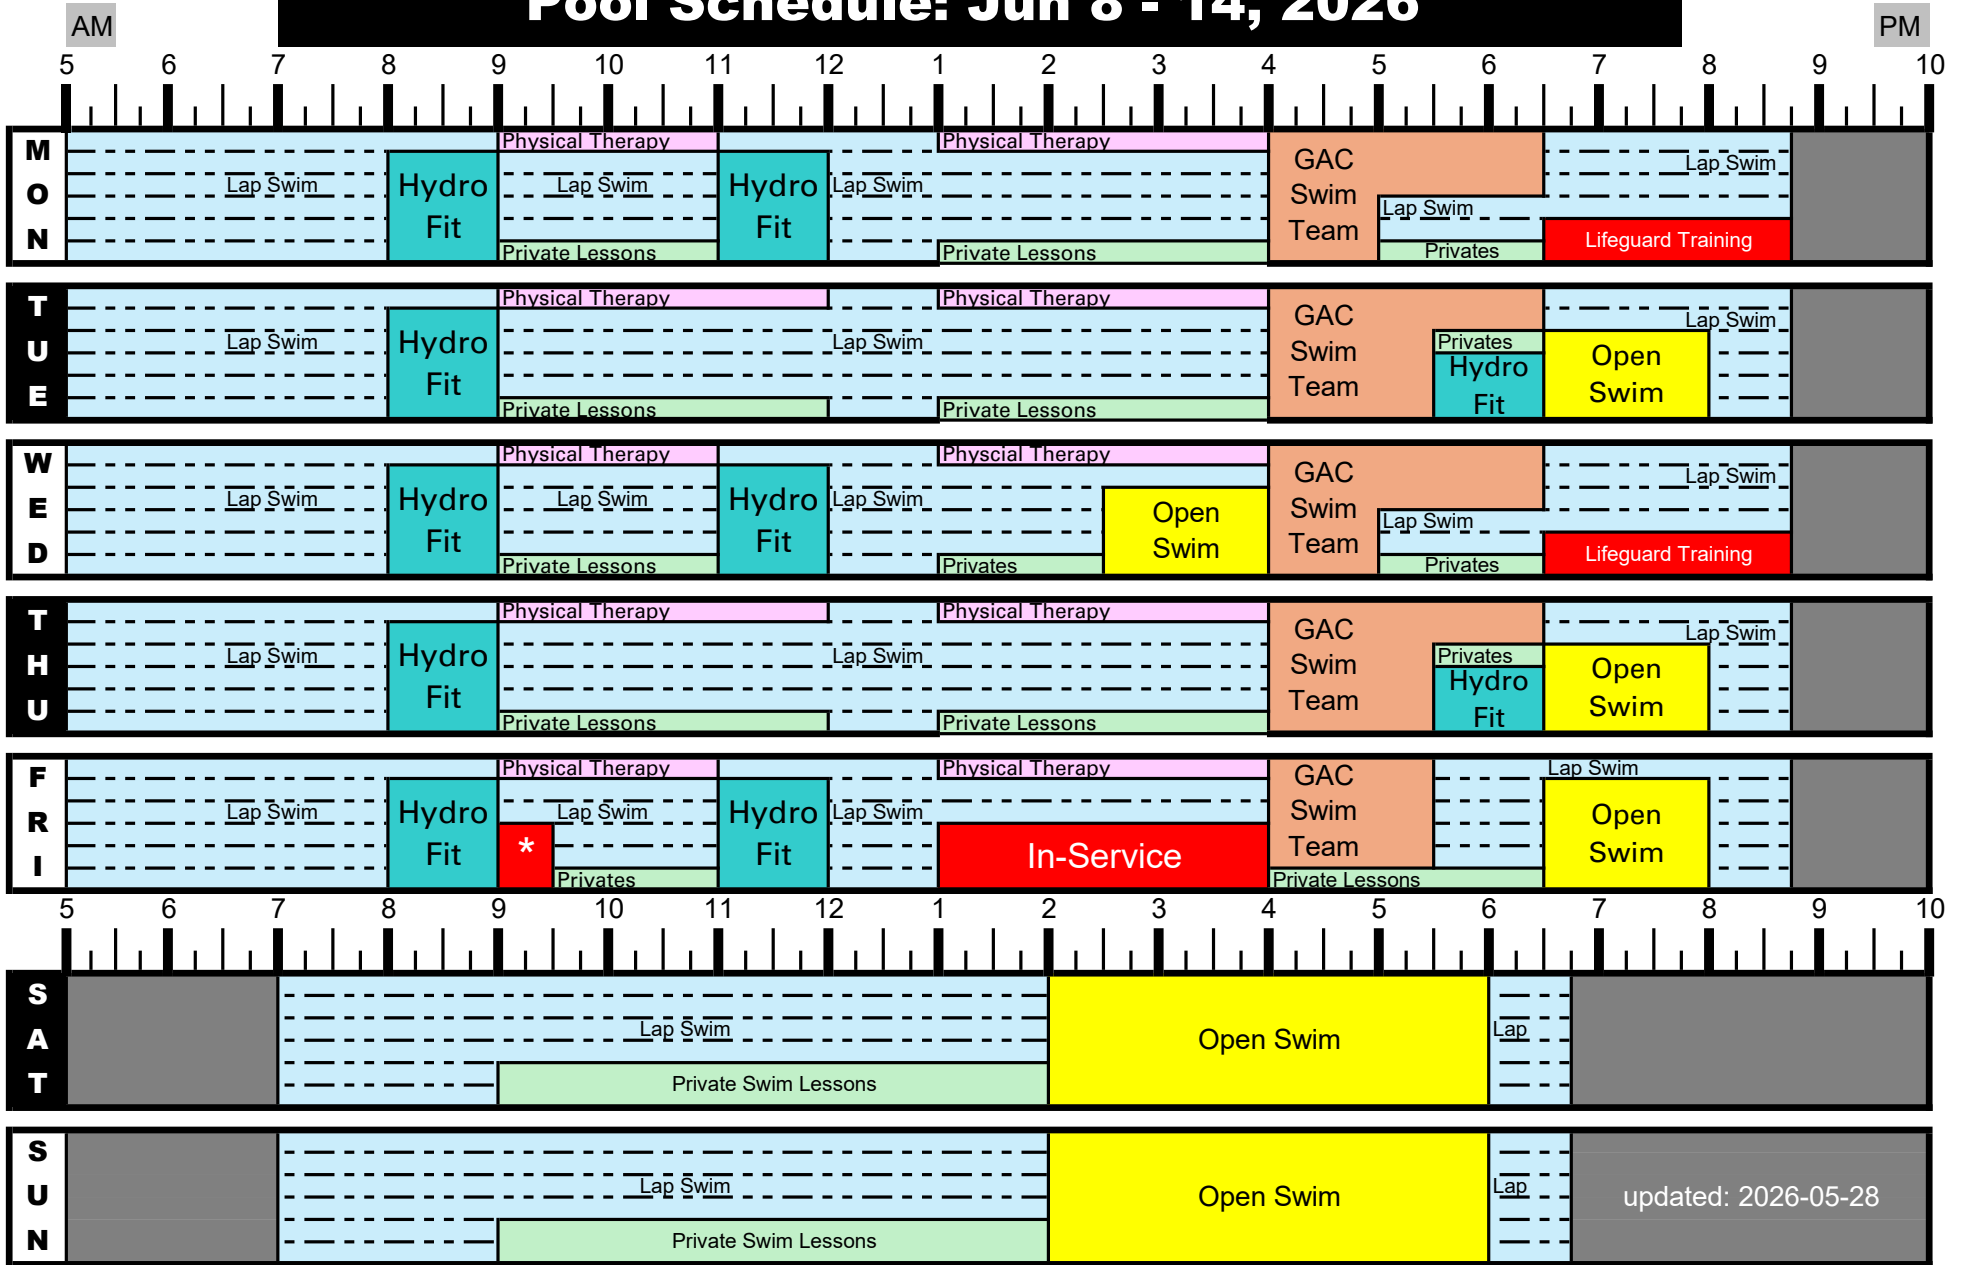 Pool Schedule: Jun 8 - 14, 2026
AM
PM
5 6 7 8 9 10 11 12 1 2 3 4 5 6 7 8 9 10
MON
Physical Therapy
Physical Therapy
Lap Swim
Hydro
Fit
Lap Swim
Hydro
Fit
Lap Swim
GAC
Swim
Team
Lap Swim
Lap Swim
Private Lessons
Private Lessons
Privates
Lifeguard Training
TUE
Physical Therapy
Physical Therapy
Lap Swim
Hydro
Fit
Lap Swim
GAC
Swim
Team
Privates
Hydro
Fit
Lap Swim
Open
Swim
Private Lessons
Private Lessons
WED
Physical Therapy
Physcial Therapy
Lap Swim
Hydro
Fit
Lap Swim
Hydro
Fit
Lap Swim
Open
Swim
GAC
Swim
Team
Lap Swim
Lap Swim
Private Lessons
Privates
Privates
Lifeguard Training
THU
Physical Therapy
Physical Therapy
Lap Swim
Hydro
Fit
Lap Swim
GAC
Swim
Team
Privates
Hydro
Fit
Lap Swim
Open
Swim
Private Lessons
Private Lessons
FRI
Physical Therapy
Physical Therapy
Lap Swim
Hydro
Fit
*
Lap Swim
Hydro
Fit
Lap Swim
In-Service
GAC
Swim
Team
Lap Swim
Open
Swim
Privates
Private Lessons
5 6 7 8 9 10 11 12 1 2 3 4 5 6 7 8 9 10
SAT
Lap Swim
Open Swim
Lap
Private Swim Lessons
SUN
Lap Swim
Open Swim
Lap
updated: 2026-05-28
Private Swim Lessons